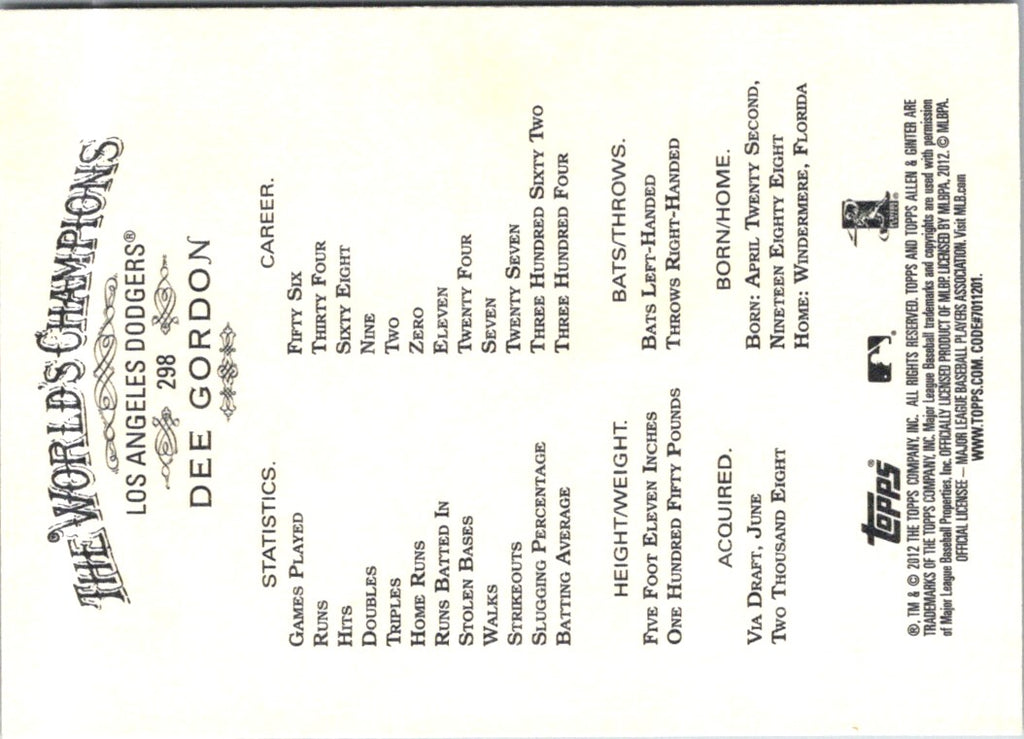 THE WORLD'S CHAMPIONS
LOS ANGELES DODGERS®
298
DEE GORDON
STATISTICS. CAREER.
GAMES PLAYED FIFTY SIX
RUNS THIRTY FOUR
HITS SIXTY EIGHT
DOUBLES NINE
TRIPLES TWO
HOME RUNS ZERO
RUNS BATTED IN ELEVEN
STOLEN BASES TWENTY FOUR
WALKS SEVEN
STRIKEOUTS TWENTY SEVEN
SLUGGING PERCENTAGE THREE HUNDRED SIXTY TWO
BATTING AVERAGE THREE HUNDRED FOUR
HEIGHT/WEIGHT. BATS/THROWS.
FIVE FOOT ELEVEN INCHES BATS LEFT-HANDED
ONE HUNDRED FIFTY POUNDS THROWS RIGHT-HANDED
ACQUIRED. BORN/HOME.
VIA DRAFT, JUNE BORN: APRIL TWENTY SECOND,
TWO THOUSAND EIGHT NINETEEN EIGHTY EIGHT
HOME: WINDERMERE, FLORIDA
topps®
®, TM & © 2012 THE TOPPS COMPANY, INC. ALL RIGHTS RESERVED. TOPPS AND TOPPS ALLEN & GINTER ARE
TRADEMARKS OF THE TOPPS COMPANY, INC. Major League Baseball trademarks and copyrights are used with permission
of Major League Baseball Properties, Inc. OFFICIALLY LICENSED PRODUCT OF MLBP. LICENSED BY MLBPA, 2012. © MLBPA.
OFFICIAL LICENSEE – MAJOR LEAGUE BASEBALL PLAYERS ASSOCIATION. Visit MLB.com
WWW.TOPPS.COM. CODE#7011201.